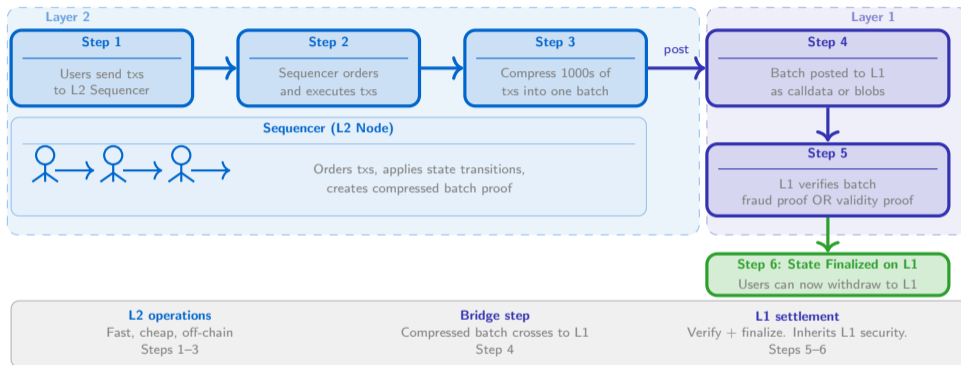 Layer 2
Layer 1
Step 1
Users send txs
to L2 Sequencer
Step 2
Sequencer orders
and executes txs
Step 3
Compress 1000s of
txs into one batch
post
Step 4
Batch posted to L1
as calldata or blobs
Sequencer (L2 Node)
Orders txs, applies state transitions,
creates compressed batch proof
Step 5
L1 verifies batch
fraud proof OR validity proof
Step 6: State Finalized on L1
Users can now withdraw to L1
L2 operations
Fast, cheap, off-chain
Steps 1–3
Bridge step
Compressed batch crosses to L1
Step 4
L1 settlement
Verify + finalize. Inherits L1 security.
Steps 5–6